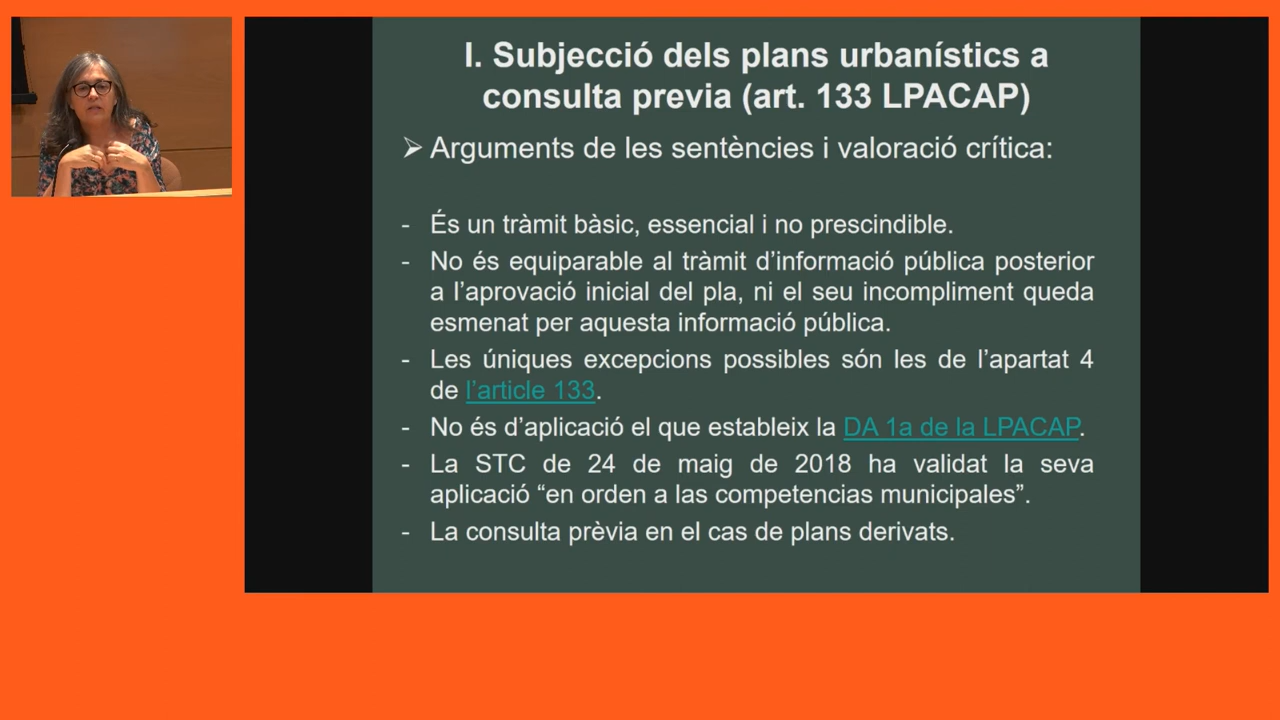 I. Subjecció dels plans urbanístics a
consulta previa (art. 133 LPACAP)
➢ Arguments de les sentències i valoració crítica:
- És un tràmit bàsic, essencial i no prescindible.
- No és equiparable al tràmit d’informació pública posterior
a l’aprovació inicial del pla, ni el seu incompliment queda
esmenat per aquesta informació pública.
- Les úniques excepcions possibles són les de l’apartat 4
de l’article 133.
- No és d’aplicació el que estableix la DA 1a de la LPACAP.
- La STC de 24 de maig de 2018 ha validat la seva
aplicació “en orden a las competencias municipales”.
- La consulta prèvia en el cas de plans derivats.